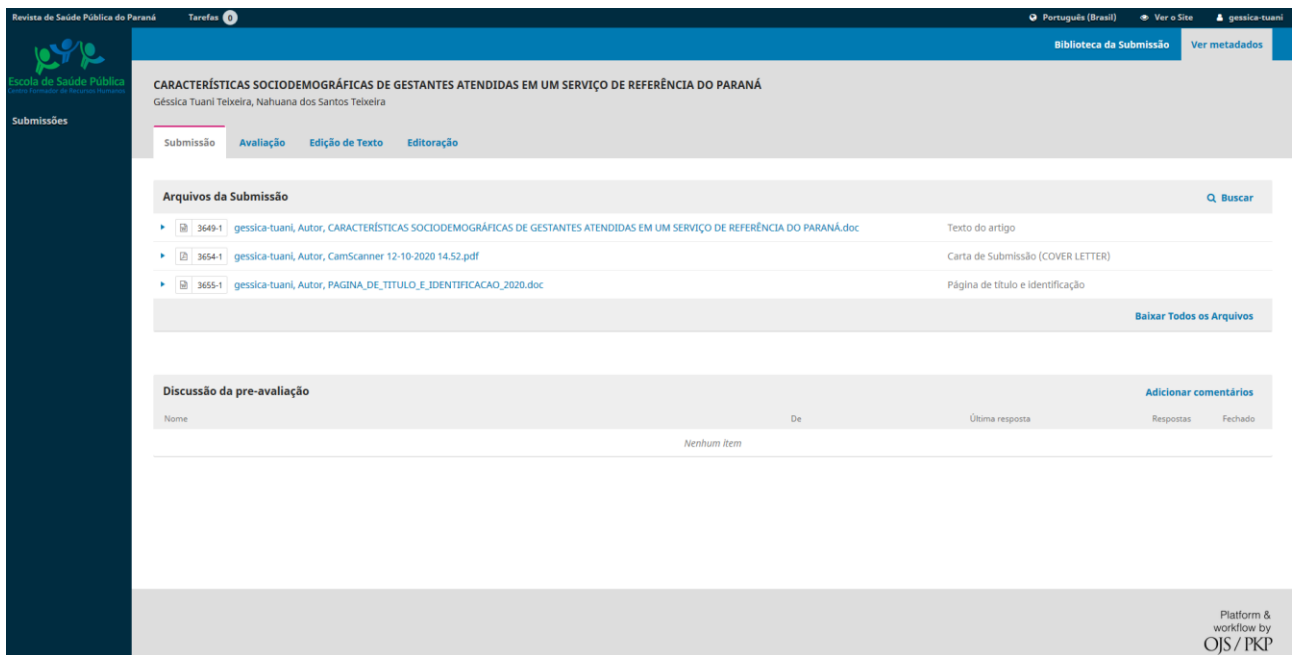 Revista de Saúde Pública do Paraná Tarefas 0 Português (Brasil) Ver o Site gessica-tuani
Biblioteca da Submissão Ver metadados
Escola de Saúde Pública
Centro Formador de Recursos Humanos
Submissões
CARACTERÍSTICAS SOCIODEMOGRÁFICAS DE GESTANTES ATENDIDAS EM UM SERVIÇO DE REFERÊNCIA DO PARANÁ
Géssica Tuani Teixeira, Nahuana dos Santos Teixeira
Submissão Avaliação Edição de Texto Editoração
Arquivos da Submissão Buscar
3649-1 gessica-tuani, Autor, CARACTERÍSTICAS SOCIODEMOGRÁFICAS DE GESTANTES ATENDIDAS EM UM SERVIÇO DE REFERÊNCIA DO PARANÁ.doc Texto do artigo
3654-1 gessica-tuani, Autor, CamScanner 12-10-2020 14.52.pdf Carta de Submissão (COVER LETTER)
3655-1 gessica-tuani, Autor, PAGINA_DE_TITULO_E_IDENTIFICACAO_2020.doc Página de título e identificação
Baixar Todos os Arquivos
Discussão da pre-avaliação Adicionar comentários
Nome De Última resposta Respostas Fechado
Nenhum item
Platform &
workflow by
OJS / PKP